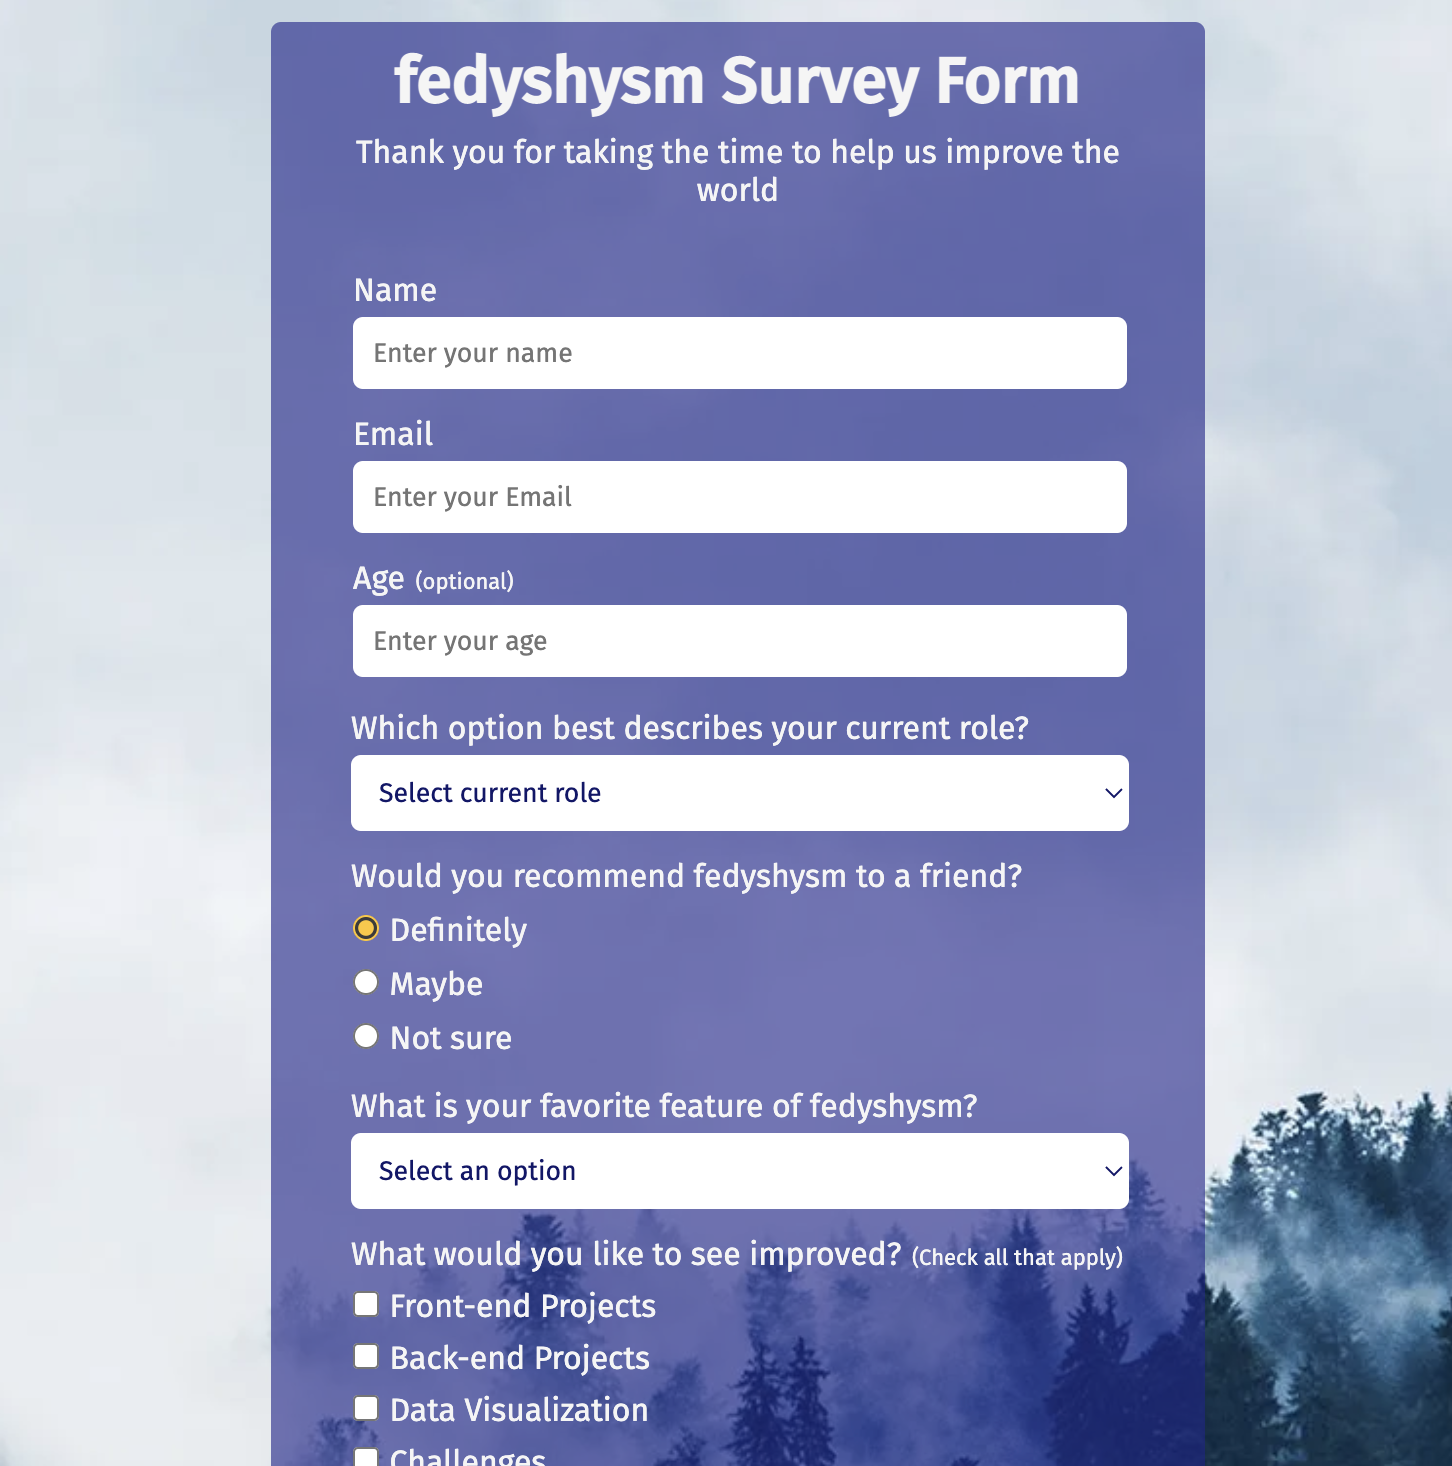 fedyshysm Survey Form
Thank you for taking the time to help us improve the
world
Name
Enter your name
Email
Enter your Email
Age (optional)
Enter your age
Which option best describes your current role?
Select current role
Would you recommend fedyshysm to a friend?
Definitely
Maybe
Not sure
What is your favorite feature of fedyshysm?
Select an option
What would you like to see improved? (Check all that apply)
Front-end Projects
Back-end Projects
Data Visualization
Challenges